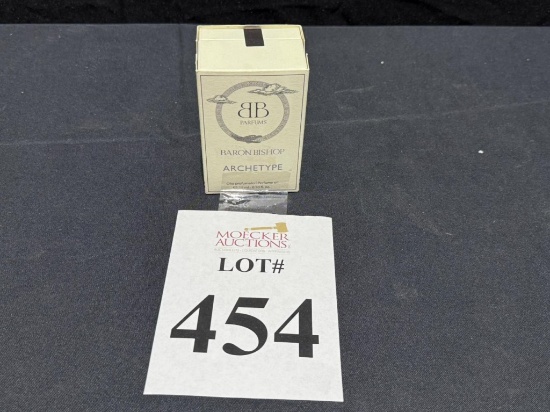 BB
PARFUMS
BARON BISHOP
ARCHETYPE
MOECKER
AUCTIONS
LOT#
454